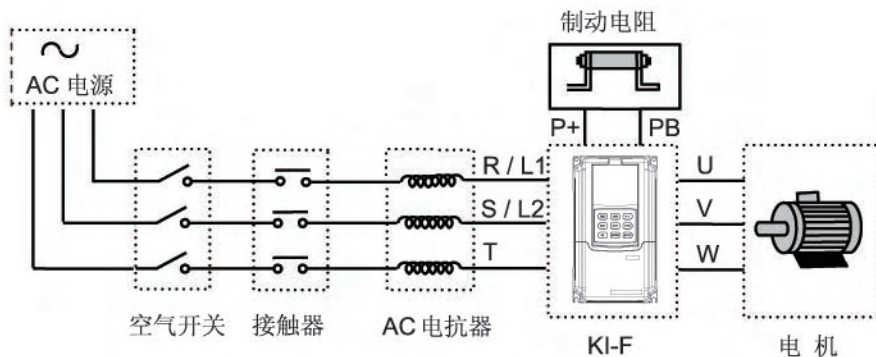 制动电阻
AC 电源
P+ PB
R / L1
U
S / L2
V
T
W
空气开关
接触器
AC 电抗器
KI-F
电 机